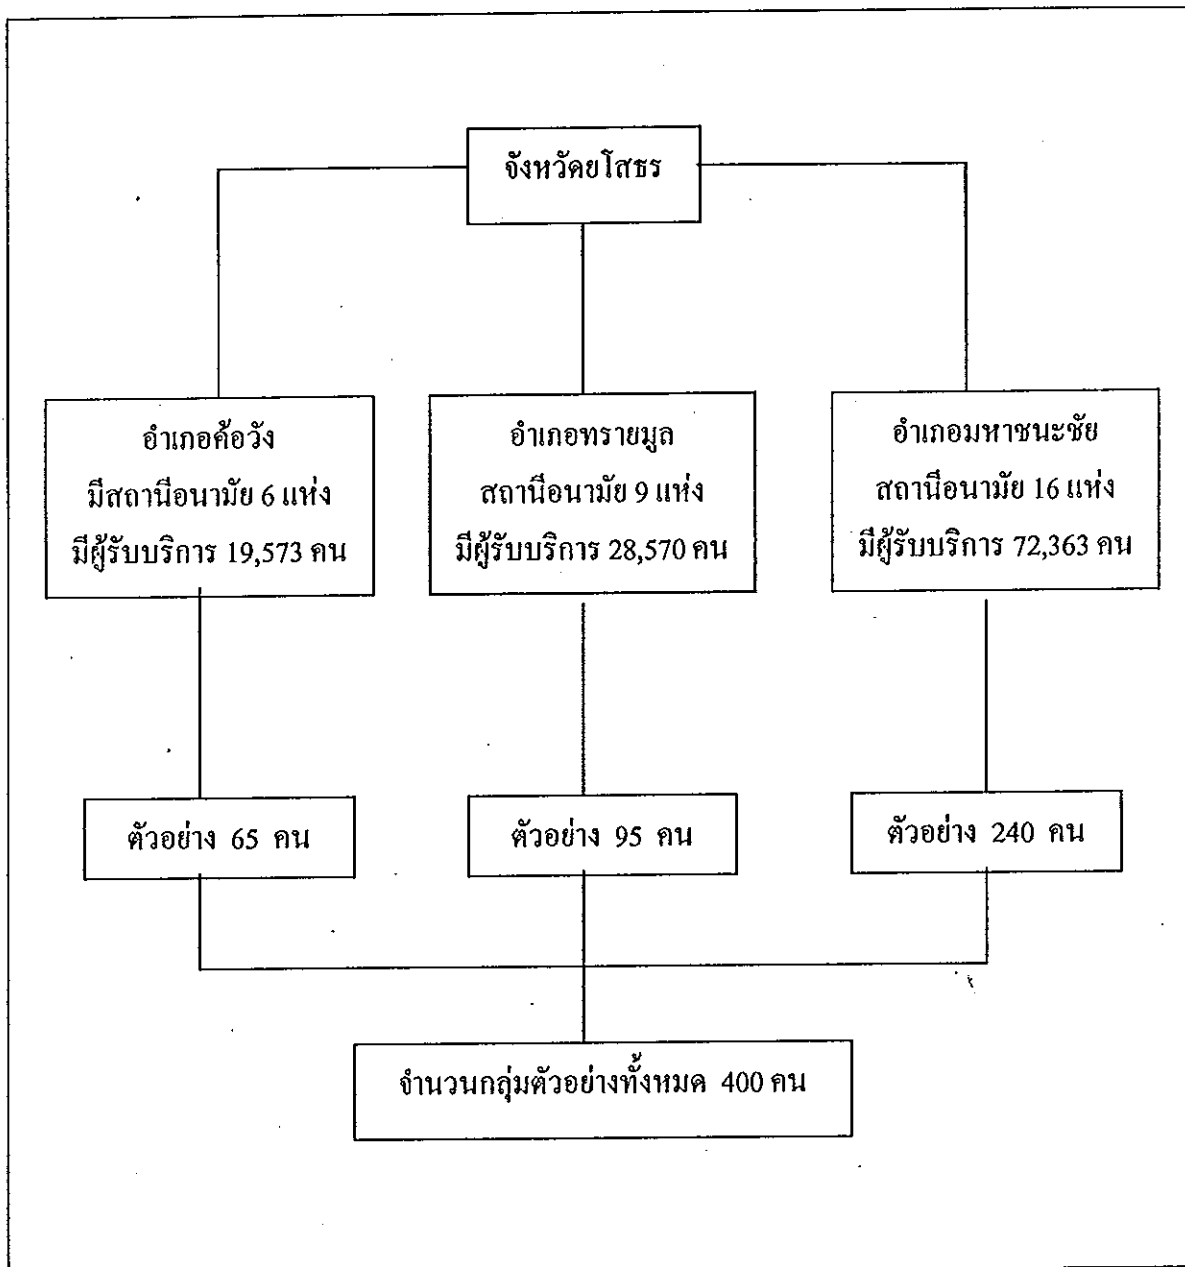 จังหวัดยโสธร
อำเภอค้อวัง
มีสถานีอนามัย 6 แห่ง
มีผู้รับบริการ 19,573 คน
อำเภอทรายมูล
สถานีอนามัย 9 แห่ง
มีผู้รับบริการ 28,570 คน
อำเภอมหาชนะชัย
สถานีอนามัย 16 แห่ง
มีผู้รับบริการ 72,363 คน
ตัวอย่าง 65 คน
ตัวอย่าง 95 คน
ตัวอย่าง 240 คน
จำนวนกลุ่มตัวอย่างทั้งหมด 400 คน